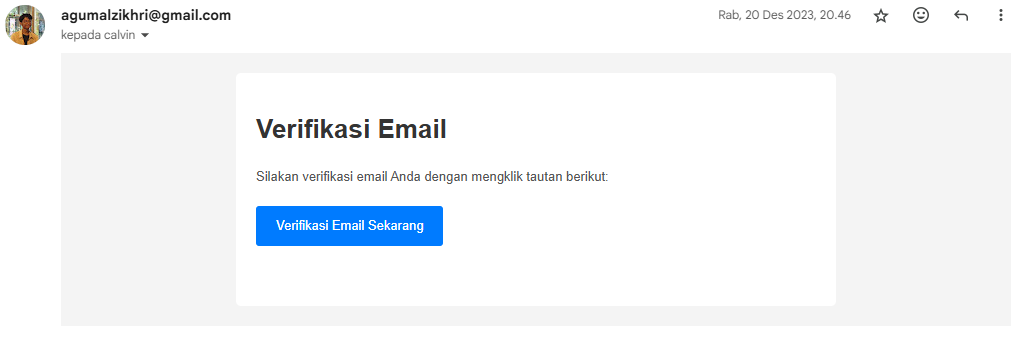 agumalzikhri@gmail.com
Rab, 20 Des 2023, 20.46
kepada calvin
Verifikasi Email
Silakan verifikasi email Anda dengan mengklik tautan berikut:
Verifikasi Email Sekarang